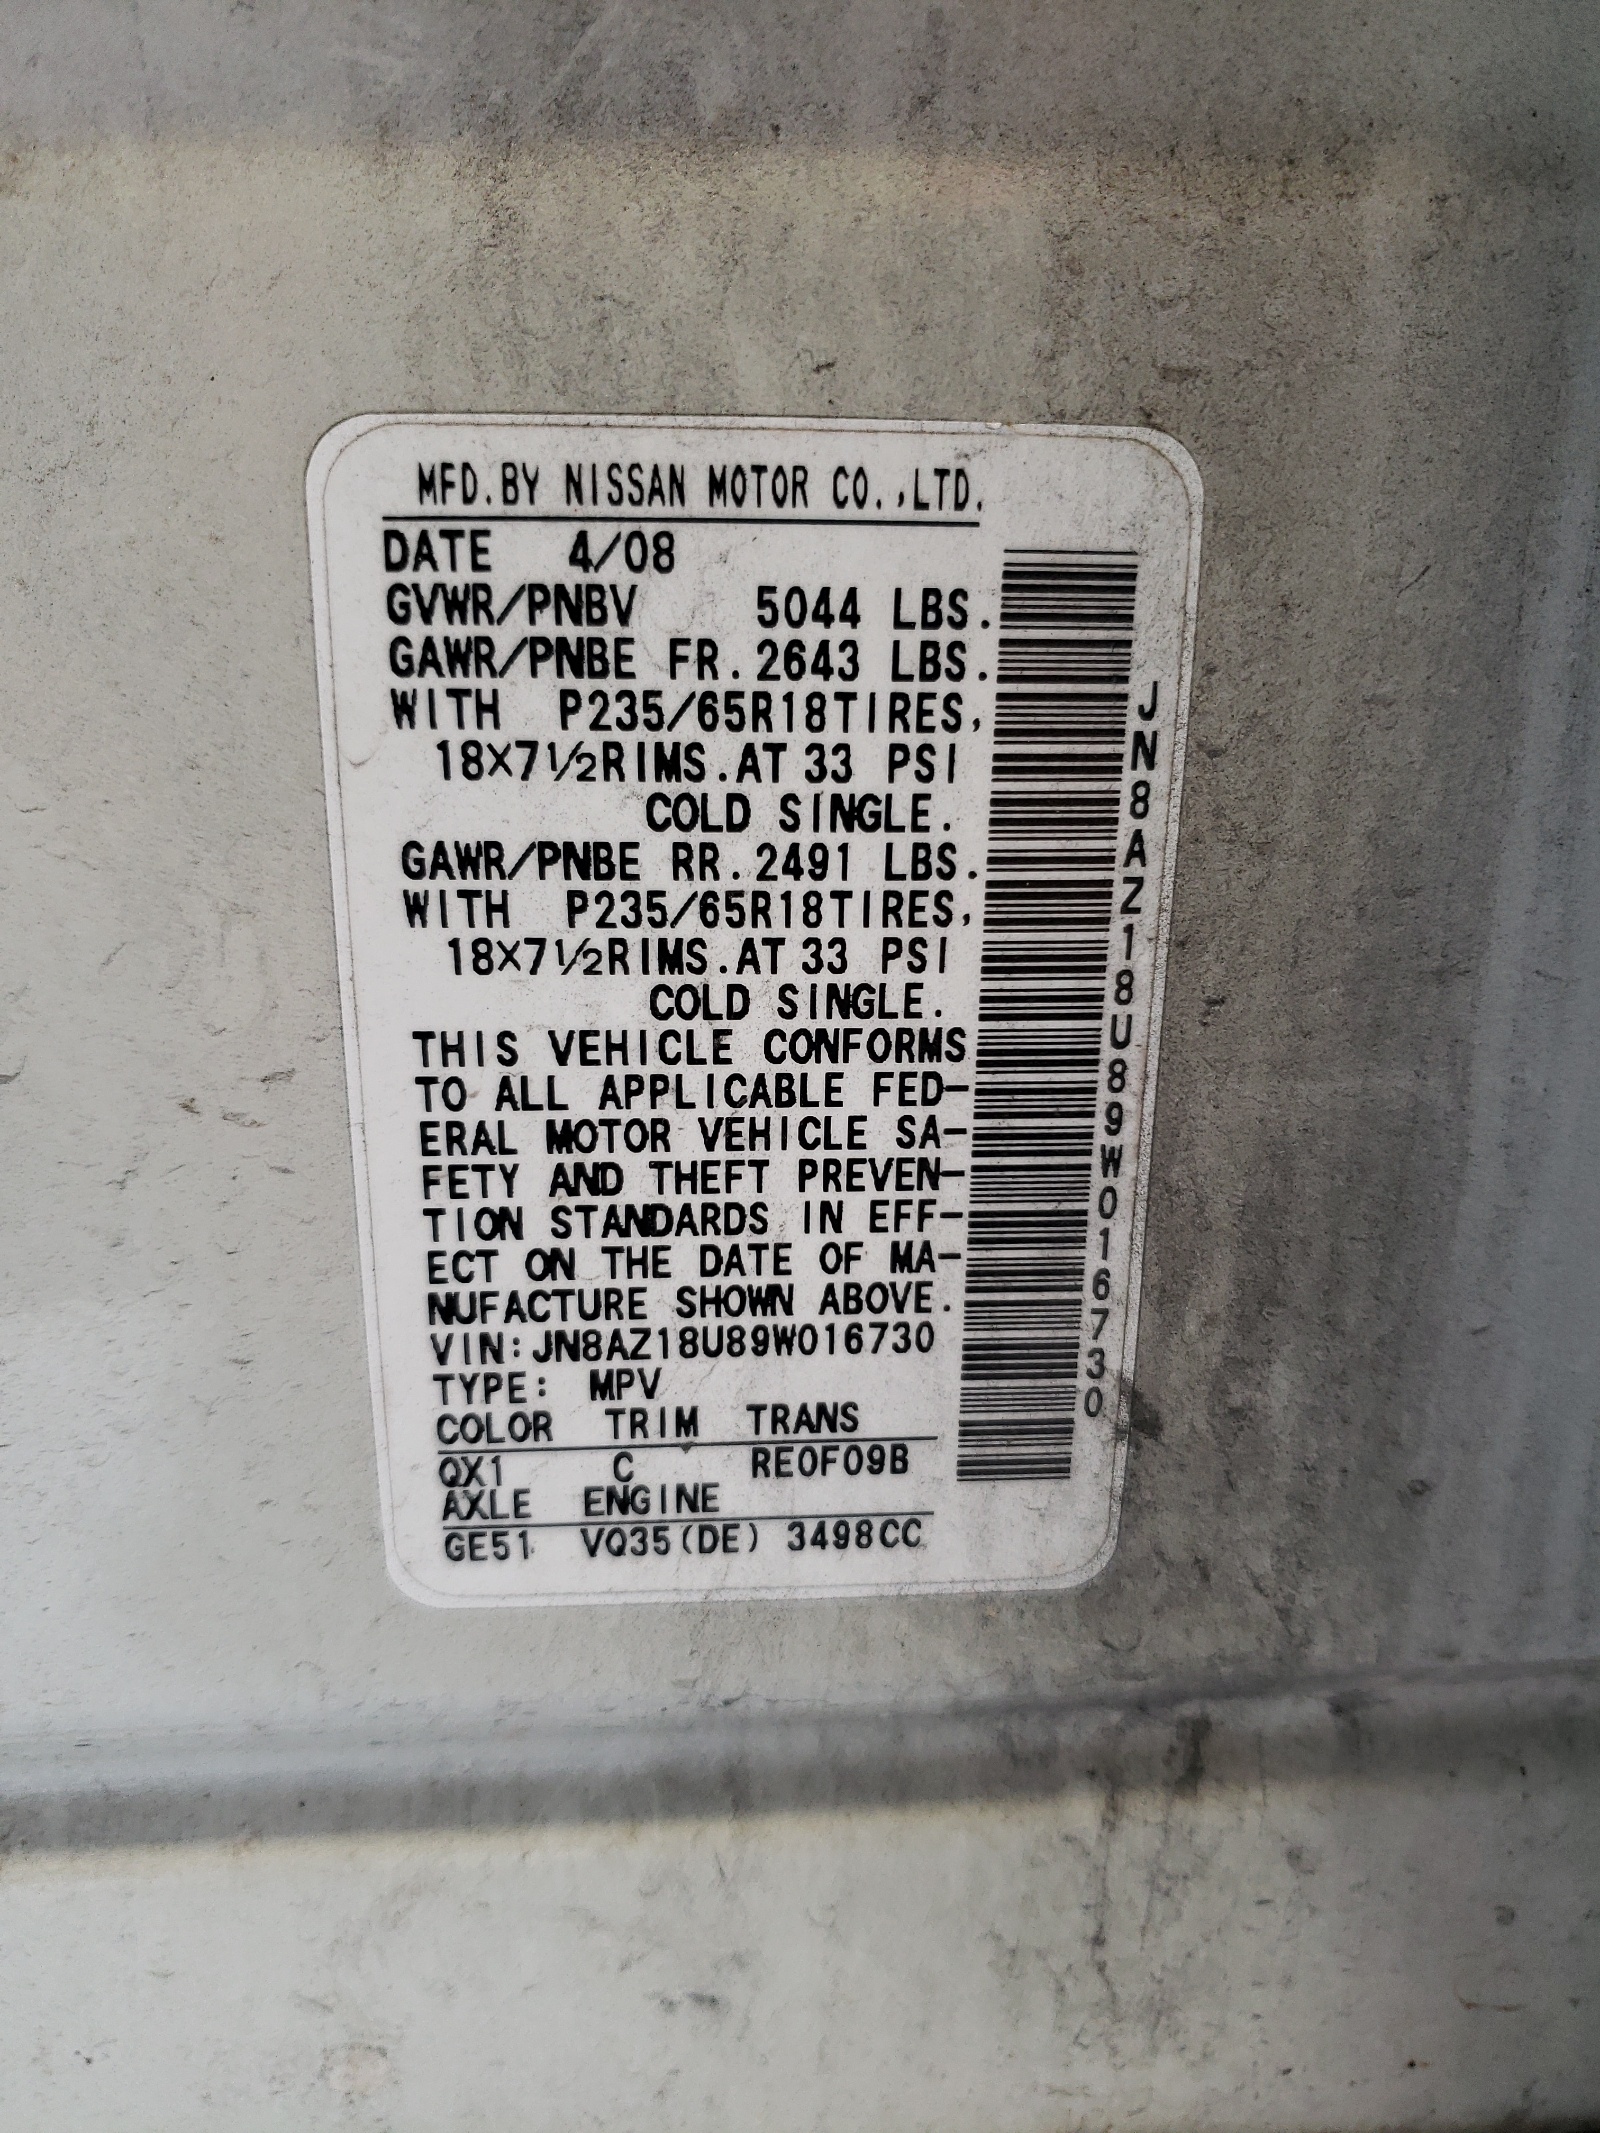 MFD.BY NISSAN MOTOR CO.,LTD.
DATE 4/08
GVWR/PNBV 5044 LBS.
GAWR/PNBE FR.2643 LBS.
WITH P235/65R18TIRES,
18X7½RIMS.AT 33 PSI
COLD SINGLE.
GAWR/PNBE RR.2491 LBS.
WITH P235/65R18TIRES,
18X7½RIMS.AT 33 PSI
COLD SINGLE.
THIS VEHICLE CONFORMS
TO ALL APPLICABLE FED-
ERAL MOTOR VEHICLE SA-
FETY AND THEFT PREVEN-
TION STANDARDS IN EFF-
ECT ON THE DATE OF MA-
NUFACTURE SHOWN ABOVE.
VIN:JN8AZ18U89W016730
TYPE: MPV
COLOR TRIM TRANS
QX1 C RE0F09B
AXLE ENGINE
GE51 VQ35(DE) 3498CC
JN8AZ18U89W016730